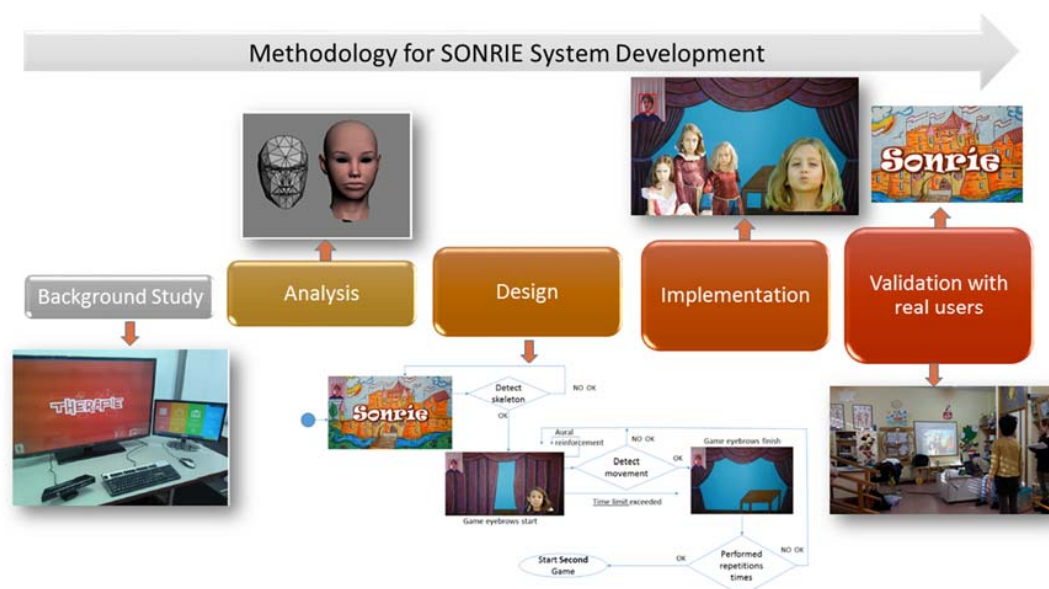 Methodology for SONRIE System Development
Sonríe
Background Study
Analysis
Design
Implementation
Validation with
real users
THERAPIE
Sonríe
Detect
skeleton
NO OK
OK
Aural
reinforcement
NO OK
Game eyebrows finish
Detect
movement
OK
Time limit exceeded
Game eyebrows start
Start Second
Game
OK
Performed
repetitions
times
NO OK